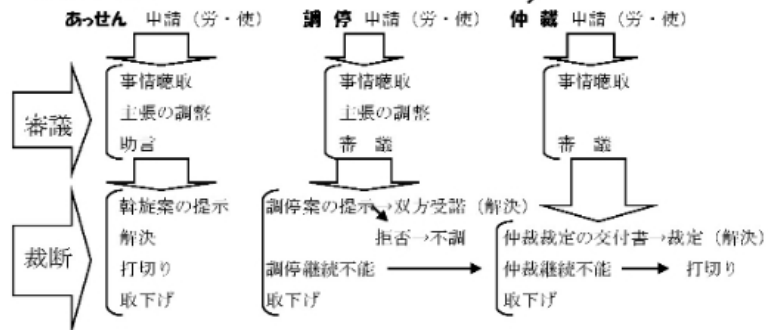 あっせん 申請（労・使） 調 停 申請（労・使） 仲 裁 申請（労・使）
審議
事情聴取
主張の調整
助言
事情聴取
主張の調整
審 議
事情聴取
審 議
裁断
斡旋案の提示
解決
打切り
取下げ
調停案の提示→双方受諾（解決）
拒否→不調
調停継続不能
取下げ
仲裁裁定の交付書→裁定（解決）
仲裁継続不能 → 打切り
取下げ